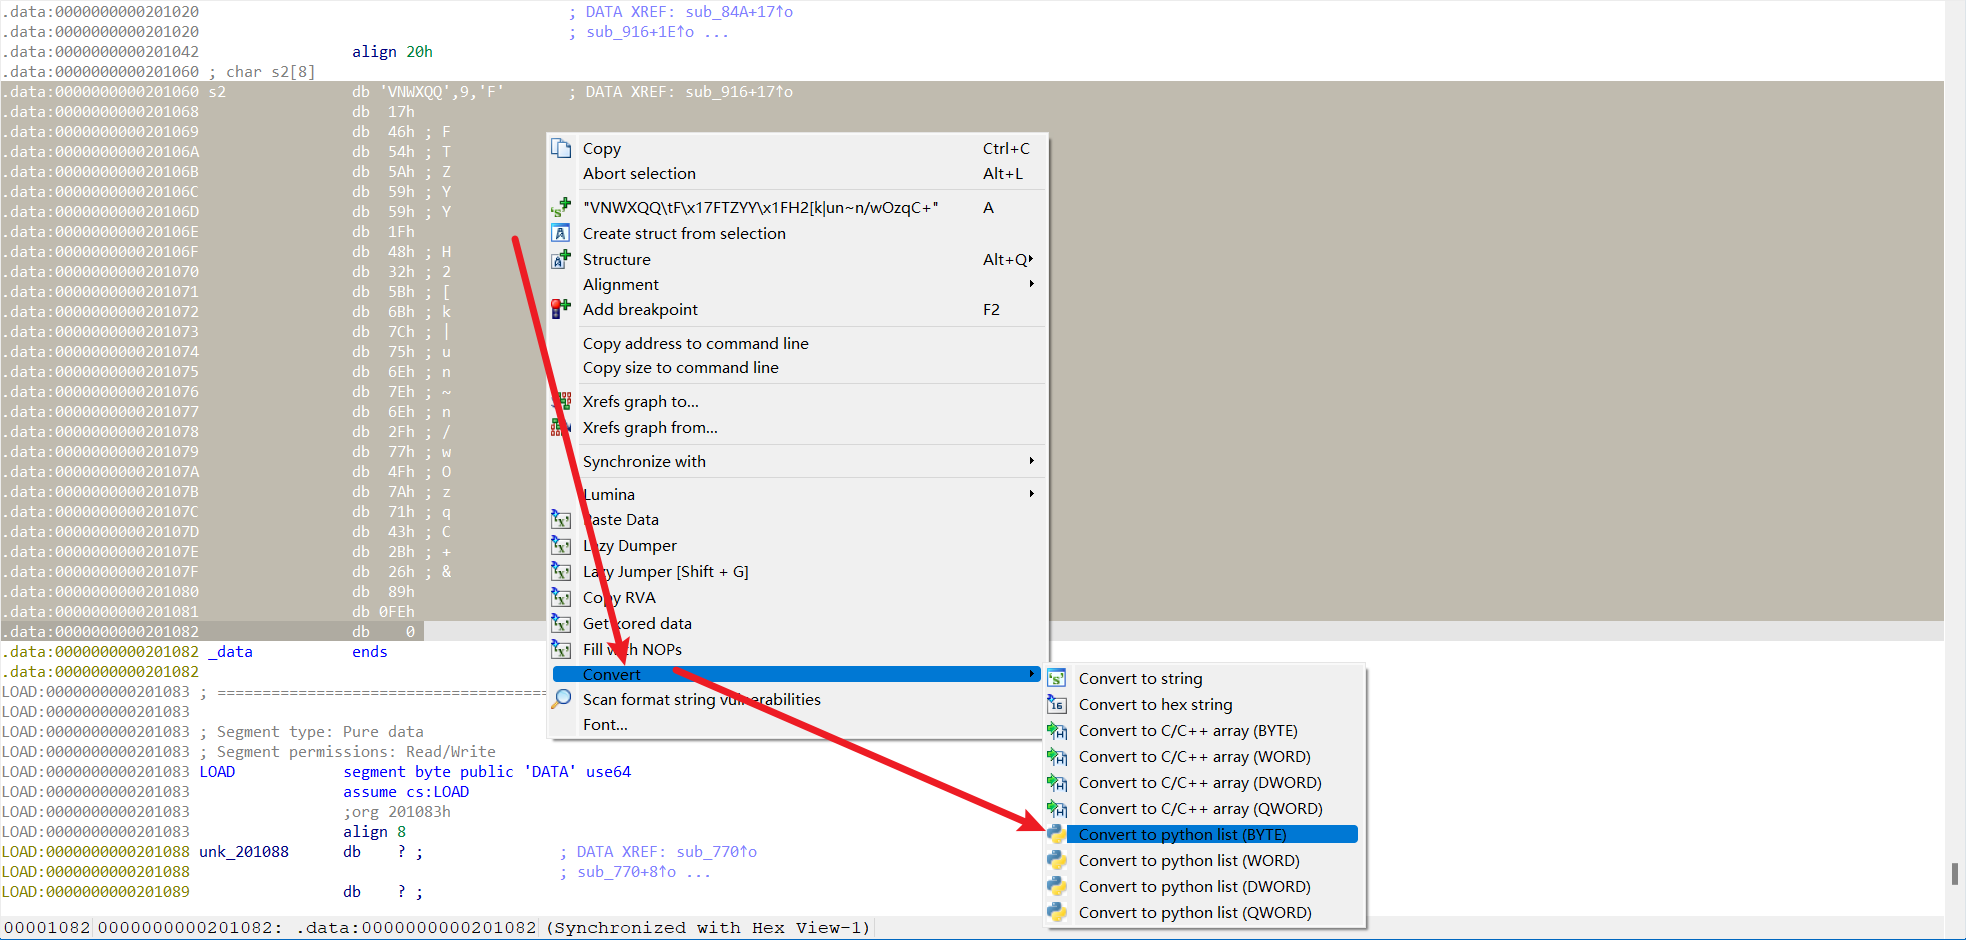 .data:0000000000201020 ; DATA XREF: sub_84A+17↑o
.data:0000000000201020 ; sub_916+1E↑o ...
.data:0000000000201042 align 20h
.data:0000000000201060 ; char s2[8]
.data:0000000000201060 s2 db 'VNWXQQ',9,'F' ; DATA XREF: sub_916+17↑o
.data:0000000000201068 db 17h
.data:0000000000201069 db 46h ; F
.data:000000000020106A db 54h ; T
.data:000000000020106B db 5Ah ; Z
.data:000000000020106C db 59h ; Y
.data:000000000020106D db 59h ; Y
.data:000000000020106E db 1Fh
.data:000000000020106F db 48h ; H
.data:0000000000201070 db 32h ; 2
.data:0000000000201071 db 5Bh ; [
.data:0000000000201072 db 6Bh ; k
.data:0000000000201073 db 7Ch ; |
.data:0000000000201074 db 75h ; u
.data:0000000000201075 db 6Eh ; n
.data:0000000000201076 db 7Eh ; ~
.data:0000000000201077 db 6Eh ; n
.data:0000000000201078 db 2Fh ; /
.data:0000000000201079 db 77h ; w
.data:000000000020107A db 4Fh ; O
.data:000000000020107B db 7Ah ; z
.data:000000000020107C db 71h ; q
.data:000000000020107D db 43h ; C
.data:000000000020107E db 2Bh ; +
.data:000000000020107F db 26h ; &
.data:0000000000201080 db 89h
.data:0000000000201081 db 0FEh
.data:0000000000201082 db 0
.data:0000000000201082 _data ends
.data:0000000000201082
LOAD:0000000000201083 ; =====================================
LOAD:0000000000201083
LOAD:0000000000201083 ; Segment type: Pure data
LOAD:0000000000201083 ; Segment permissions: Read/Write
LOAD:0000000000201083 LOAD segment byte public 'DATA' use64
LOAD:0000000000201083 assume cs:LOAD
LOAD:0000000000201083 ;org 201083h
LOAD:0000000000201083 align 8
LOAD:0000000000201088 unk_201088 db ? ; ; DATA XREF: sub_770↑o
LOAD:0000000000201088 ; sub_770+8↑o ...
LOAD:0000000000201089 db ? ;
00001082 0000000000201082: .data:0000000000201082 (Synchronized with Hex View-1)
Copy Ctrl+C
Abort selection Alt+L
"VNWXQQ\tF\x17FTZYY\x1FH2[k|un~n/wOzqC+" A
Create struct from selection
Structure Alt+Q
Alignment
Add breakpoint F2
Copy address to command line
Copy size to command line
Xrefs graph to...
Xrefs graph from...
Synchronize with
Lumina
Paste Data
Lazy Dumper
Lazy Jumper [Shift + G]
Copy RVA
Get xored data
Fill with NOPs
Convert
Scan format string vulnerabilities
Font...
Convert to string
Convert to hex string
Convert to C/C++ array (BYTE)
Convert to C/C++ array (WORD)
Convert to C/C++ array (DWORD)
Convert to C/C++ array (QWORD)
Convert to python list (BYTE)
Convert to python list (WORD)
Convert to python list (DWORD)
Convert to python list (QWORD)